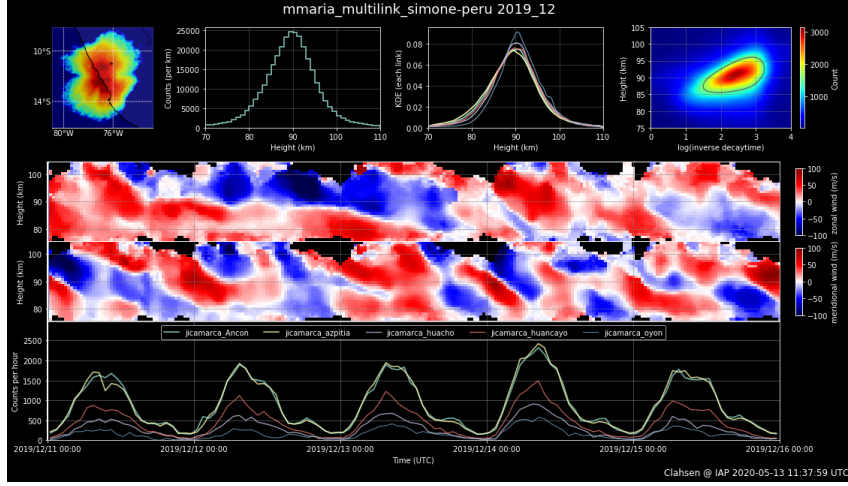 mmaria_multilink_simone-peru 2019_12
10°S
14°S
80°W 76°W
Counts (per km)
25000
20000
15000
10000
5000
0
70 80 90 100 110
Height (km)
KDE (each link)
0.08
0.06
0.04
0.02
0.00
70 80 90 100 110
Height (km)
Height (km)
105
100
95
90
85
80
75
0 1 2 3 4
log(inverse decaytime)
3000
2000
1000
Count
Height (km)
100
90
80
100
50
0
−50
−100
zonal wind (m/s)
Height (km)
100
90
80
100
50
0
−50
−100
meridional wind (m/s)
jicamarca_Ancon jicamarca_azpitia jicamarca_huacho jicamarca_huancayo jicamarca_oyon
Counts per hour
2500
2000
1500
1000
500
0
2019/12/11 00:00 2019/12/12 00:00 2019/12/13 00:00 2019/12/14 00:00 2019/12/15 00:00 2019/12/16 00:00
Time (UTC)
Clahsen @ IAP 2020-05-13 11:37:59 UTC